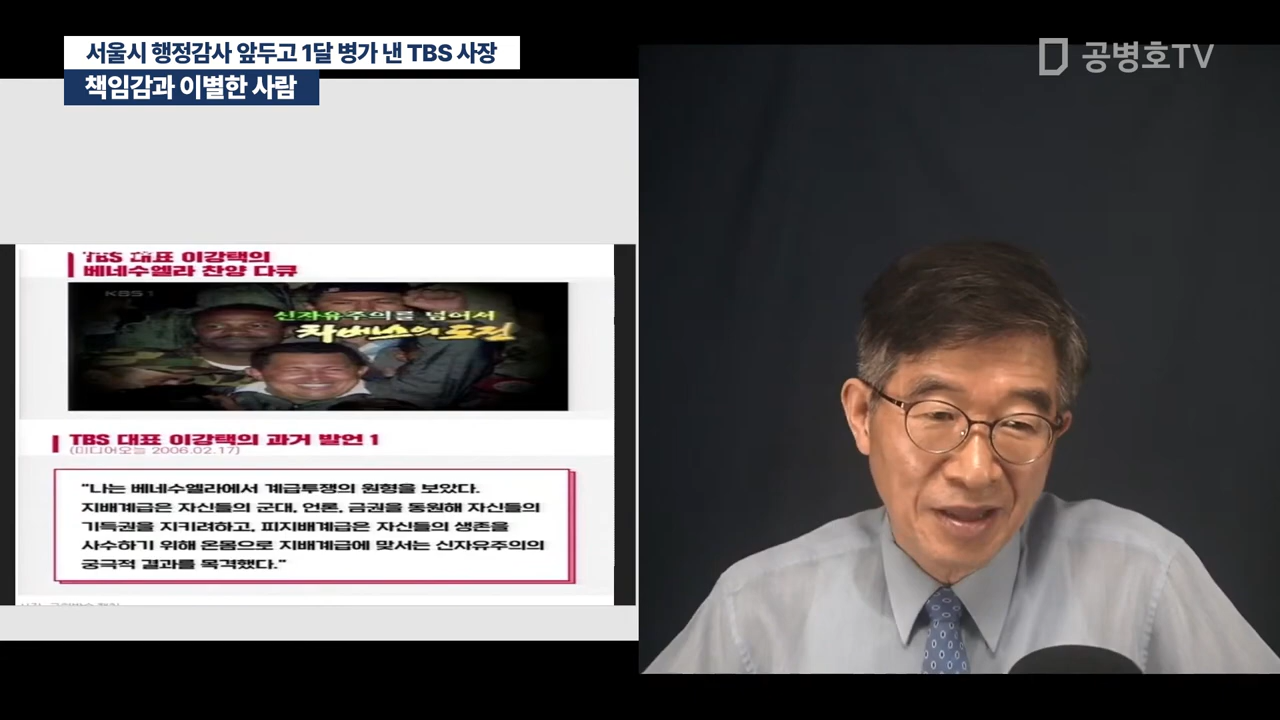 서울시 행정감사 앞두고 1달 병가 낸 TBS 사장
책임감과 이별한 사람
공병호TV
TBS 대표 이강택의
베네수엘라 찬양 다큐
KBS 1
신자유주의를 넘어서
차베스의 도전
TBS 대표 이강택의 과거 발언 1
(미디어오늘 2006.02.17)
"나는 베네수엘라에서 계급투쟁의 원형을 보았다.
지배계급은 자신들의 군대, 언론, 금권을 동원해 자신들의
기득권을 지키려하고, 피지배계급은 자신들의 생존을
사수하기 위해 온몸으로 지배계급에 맞서는 신자유주의의
궁극적 결과를 목격했다."